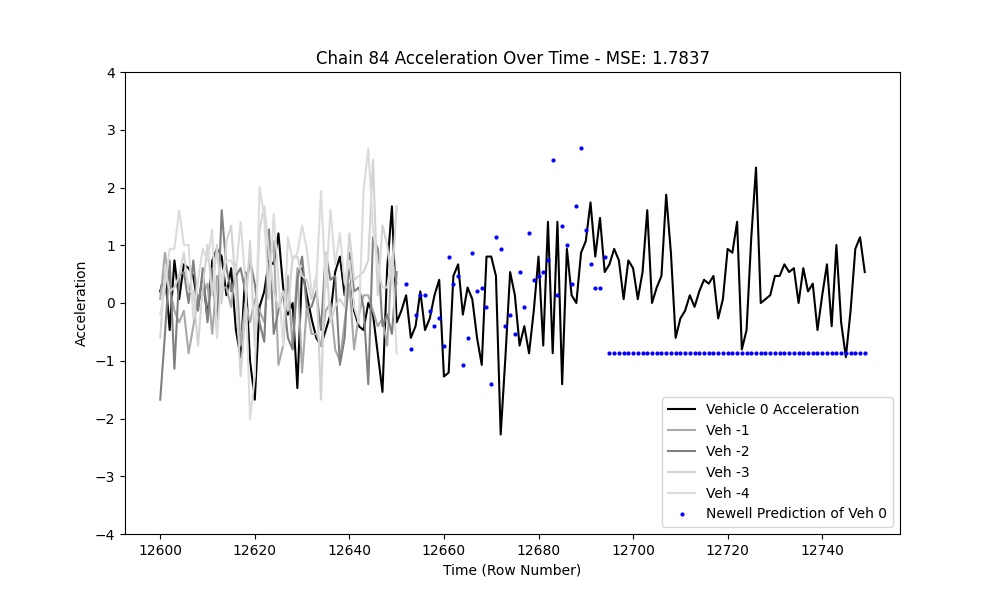 Chain 84 Acceleration Over Time - MSE: 1.7837
4
3
2
1
0
−1
−2
−3
−4
Acceleration
Vehicle 0 Acceleration
Veh -1
Veh -2
Veh -3
Veh -4
Newell Prediction of Veh 0
12600 12620 12640 12660 12680 12700 12720 12740
Time (Row Number)